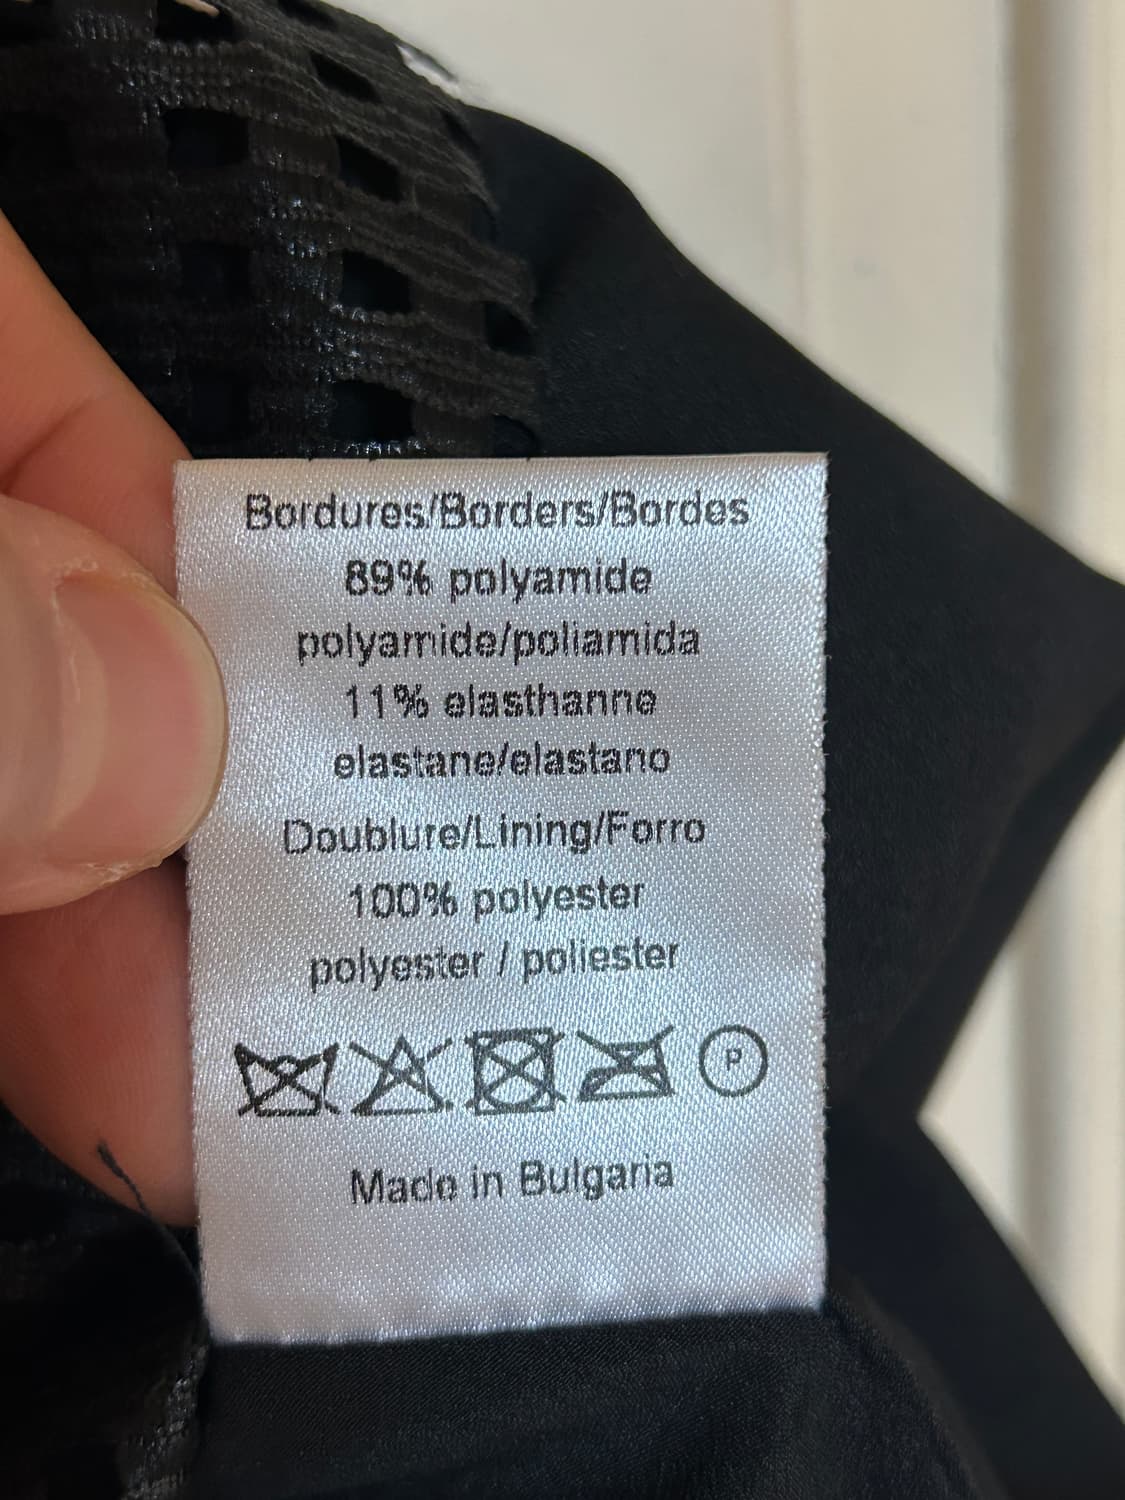 Bordures/Borders/Bordes
89% polyamide
polyamide/poliamida
11% elasthanne
elastane/elastano
Doublure/Lining/Forro
100% polyester
polyester / poliester
P
Made in Bulgaria